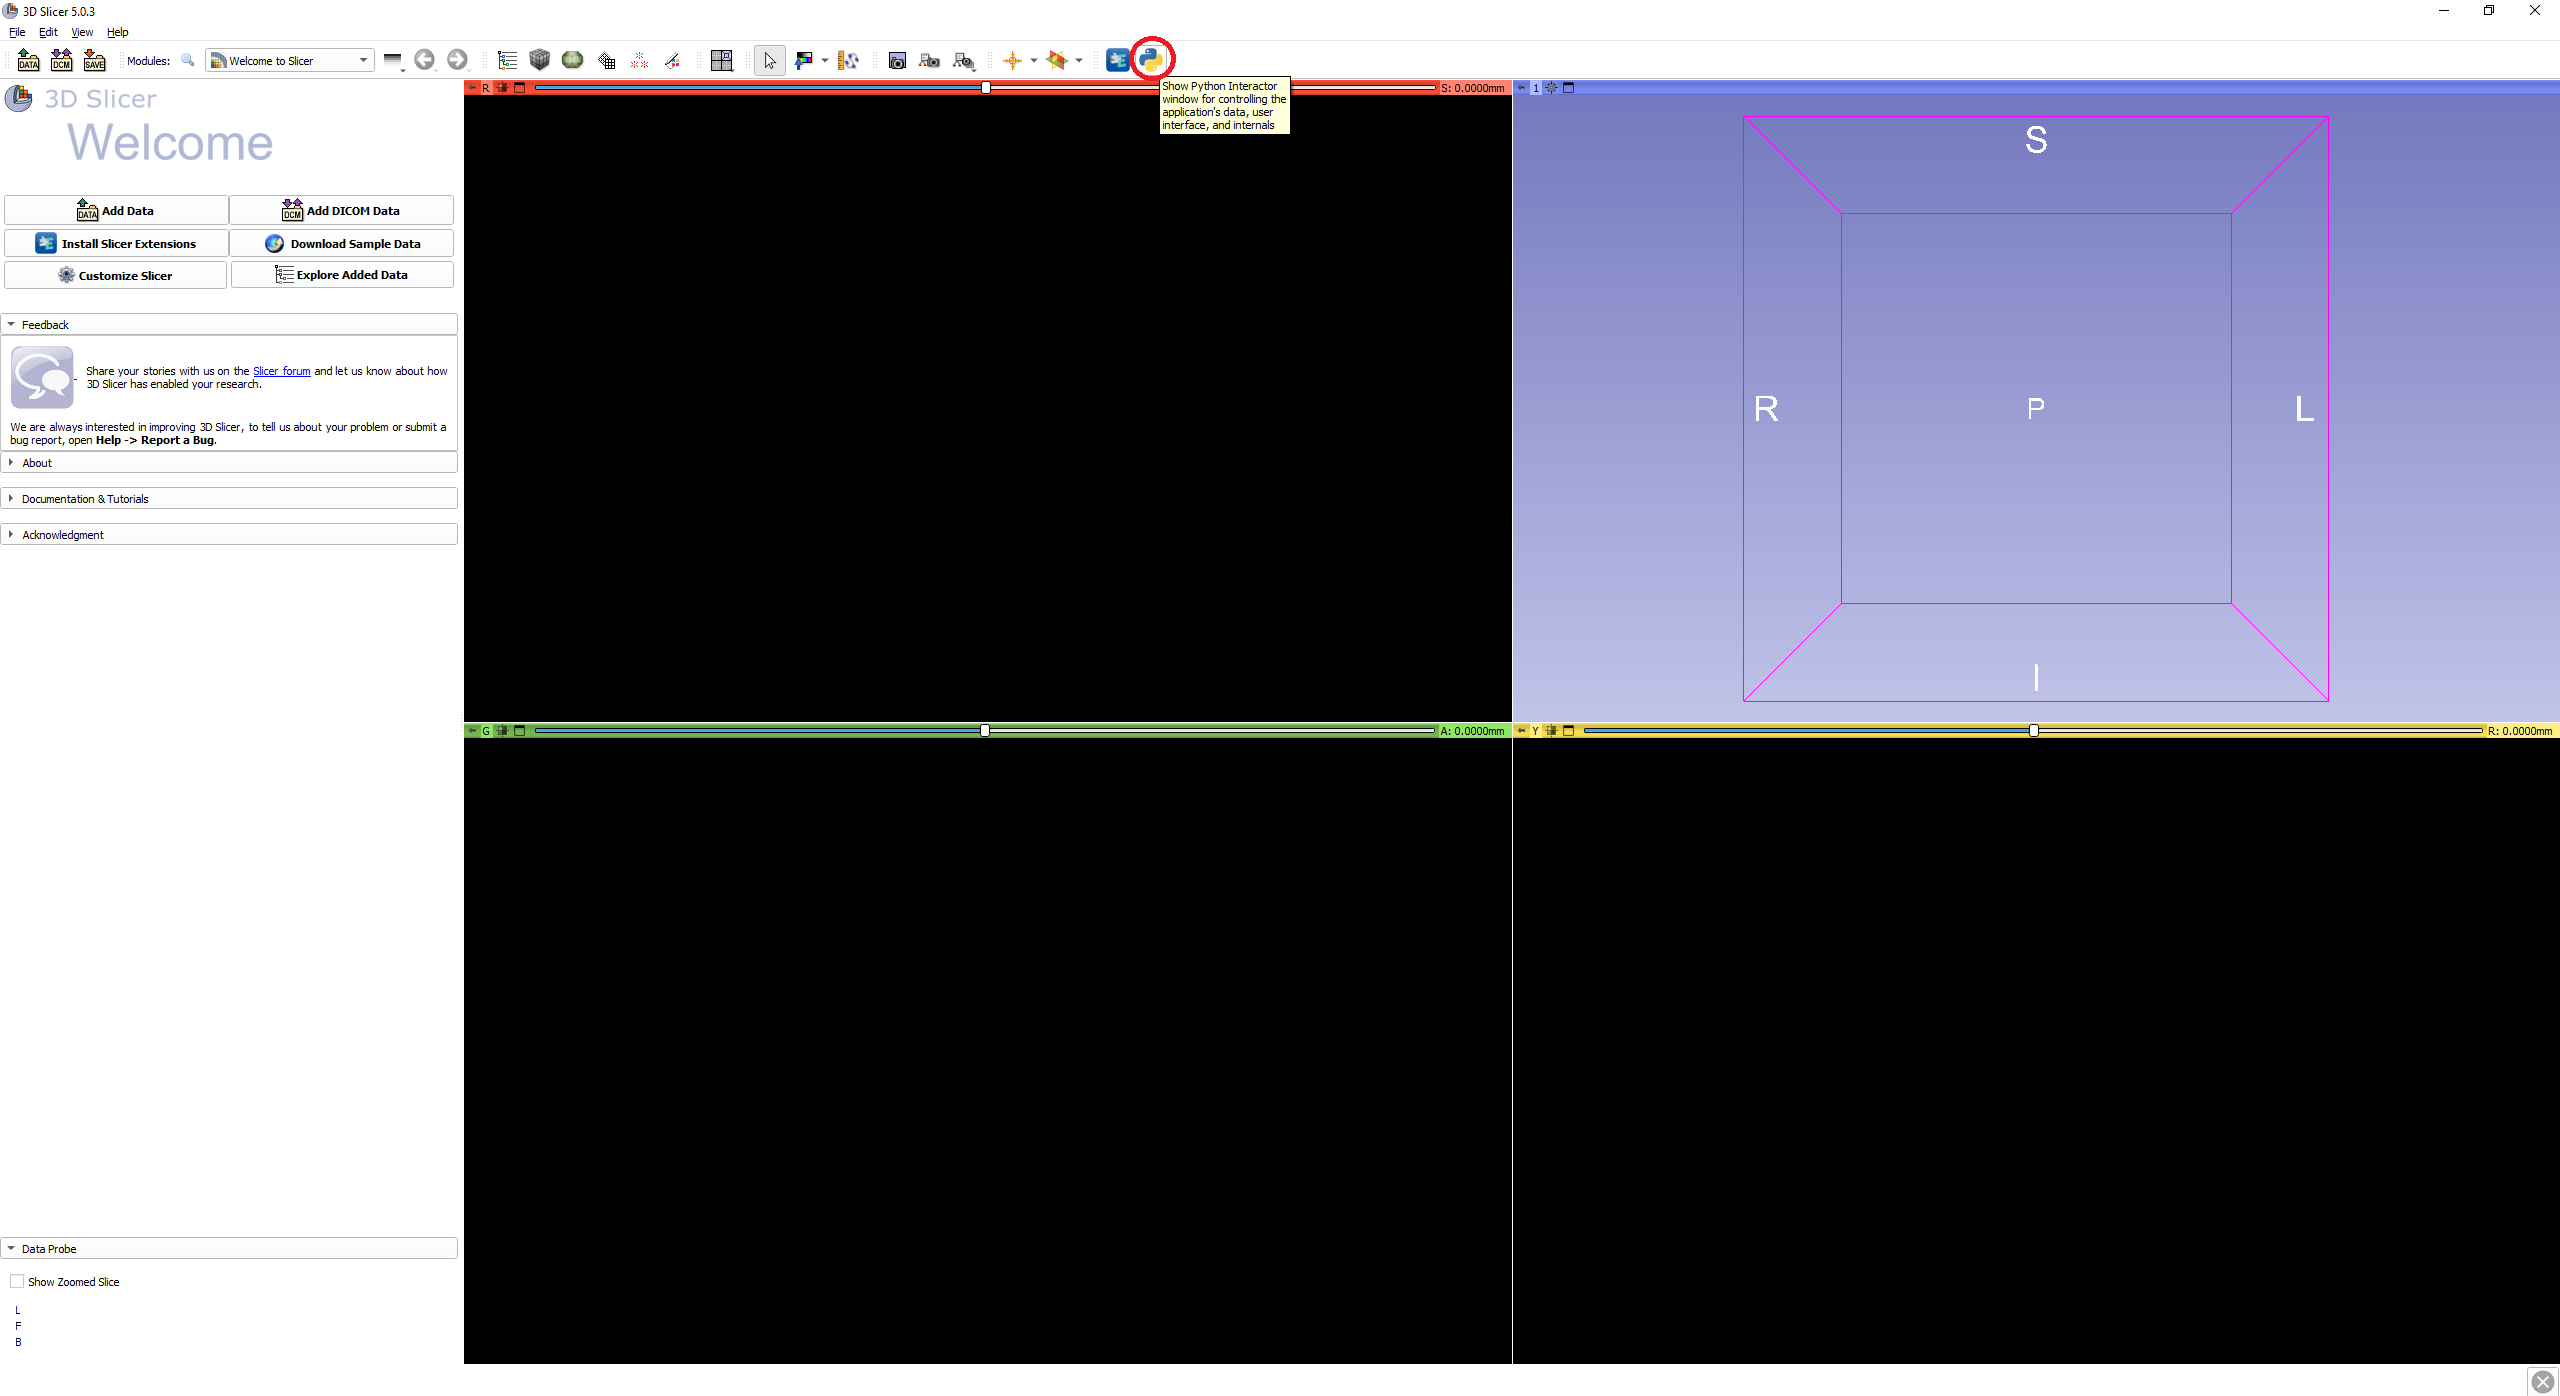 3D Slicer 5.0.3
File Edit View Help
DATA DCM SAVE Modules: Welcome to Slicer
3D Slicer
Welcome
Add Data
Add DICOM Data
Install Slicer Extensions
Download Sample Data
Customize Slicer
Explore Added Data
Feedback
Share your stories with us on the Slicer forum and let us know about how
3D Slicer has enabled your research.
We are always interested in improving 3D Slicer, to tell us about your problem or submit a
bug report, open Help -> Report a Bug.
About
Documentation & Tutorials
Acknowledgment
Data Probe
Show Zoomed Slice
L
F
B
R
S: 0.0000mm
Show Python Interactor
window for controlling the
application's data, user
interface, and internals
1
S
R
P
L
I
G
A: 0.0000mm
Y
R: 0.0000mm